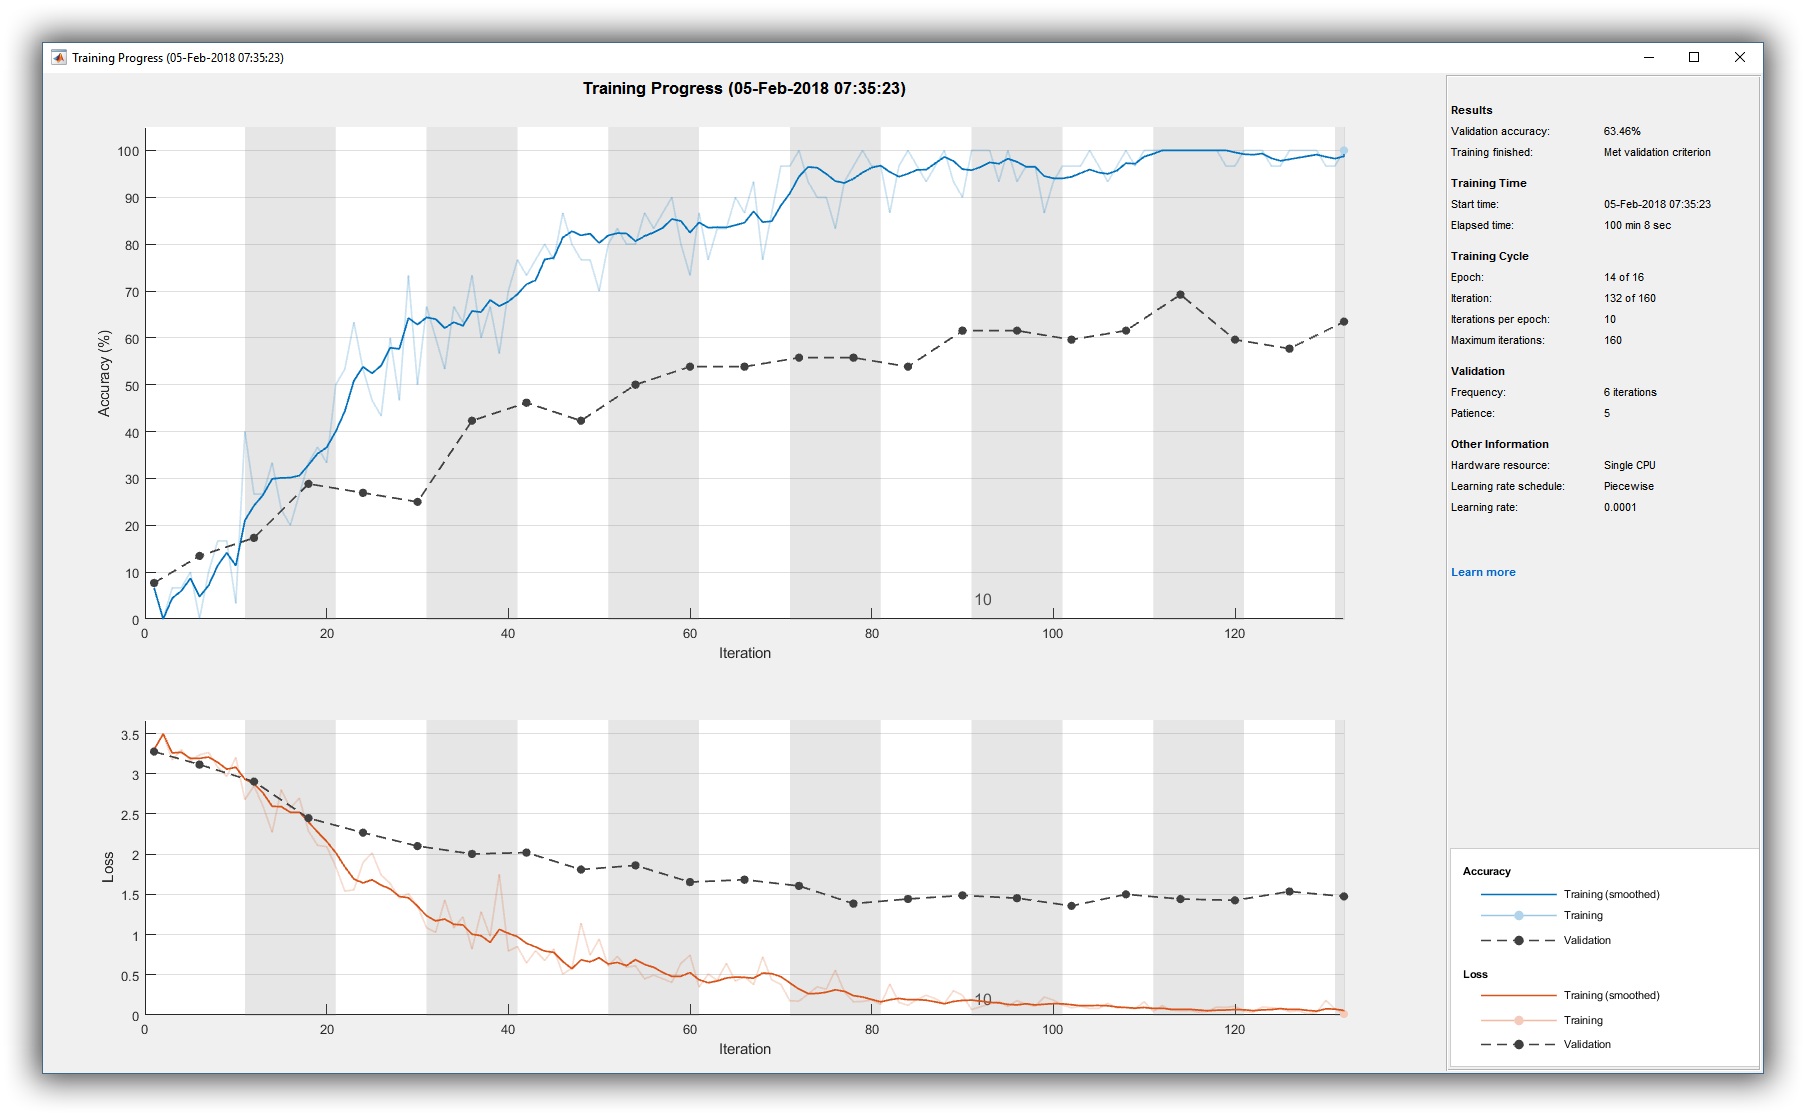 Training Progress (05-Feb-2018 07:35:23)
Training Progress (05-Feb-2018 07:35:23)
100
90
80
70
60
50
40
30
20
10
0
Accuracy (%)
10
0 20 40 60 80 100 120
Iteration
3.5
3
2.5
2
1.5
1
0.5
0
Loss
10
0 20 40 60 80 100 120
Iteration
Results
Validation accuracy: 63.46%
Training finished: Met validation criterion
Training Time
Start time: 05-Feb-2018 07:35:23
Elapsed time: 100 min 8 sec
Training Cycle
Epoch: 14 of 16
Iteration: 132 of 160
Iterations per epoch: 10
Maximum iterations: 160
Validation
Frequency: 6 iterations
Patience: 5
Other Information
Hardware resource: Single CPU
Learning rate schedule: Piecewise
Learning rate: 0.0001
Learn more
Accuracy
Training (smoothed)
Training
Validation
Loss
Training (smoothed)
Training
Validation